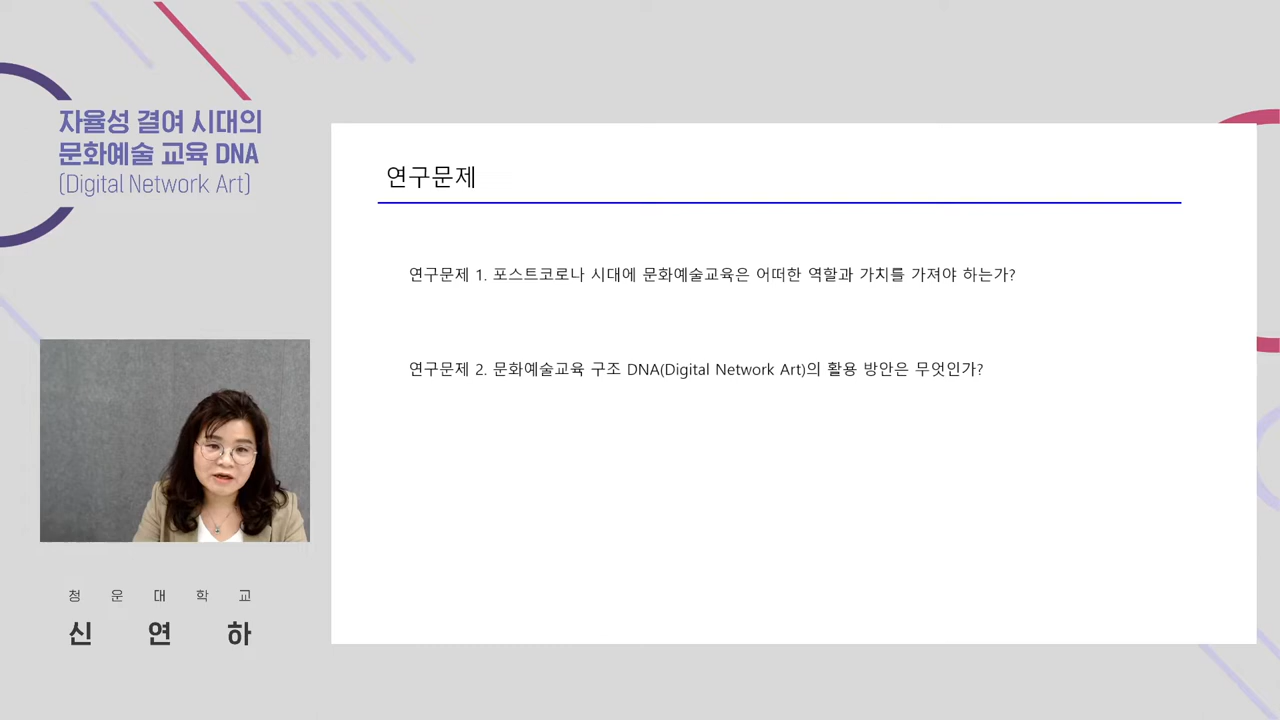 자율성 결여 시대의
문화예술 교육 DNA
(Digital Network Art)
연구문제
연구문제 1. 포스트코로나 시대에 문화예술교육은 어떠한 역할과 가치를 가져야 하는가?
연구문제 2. 문화예술교육 구조 DNA(Digital Network Art)의 활용 방안은 무엇인가?
청 운 대 학 교
신 연 하